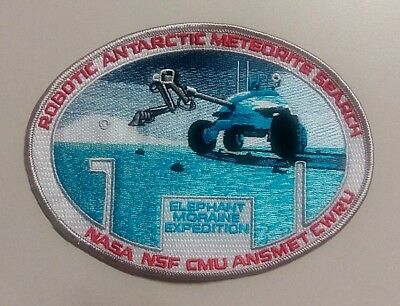 ROBOTIC ANTARCTIC METEORITE SEARCH
ELEPHANT
MORAINE
EXPEDITION
NASA NSF CMU ANSMET CWRU